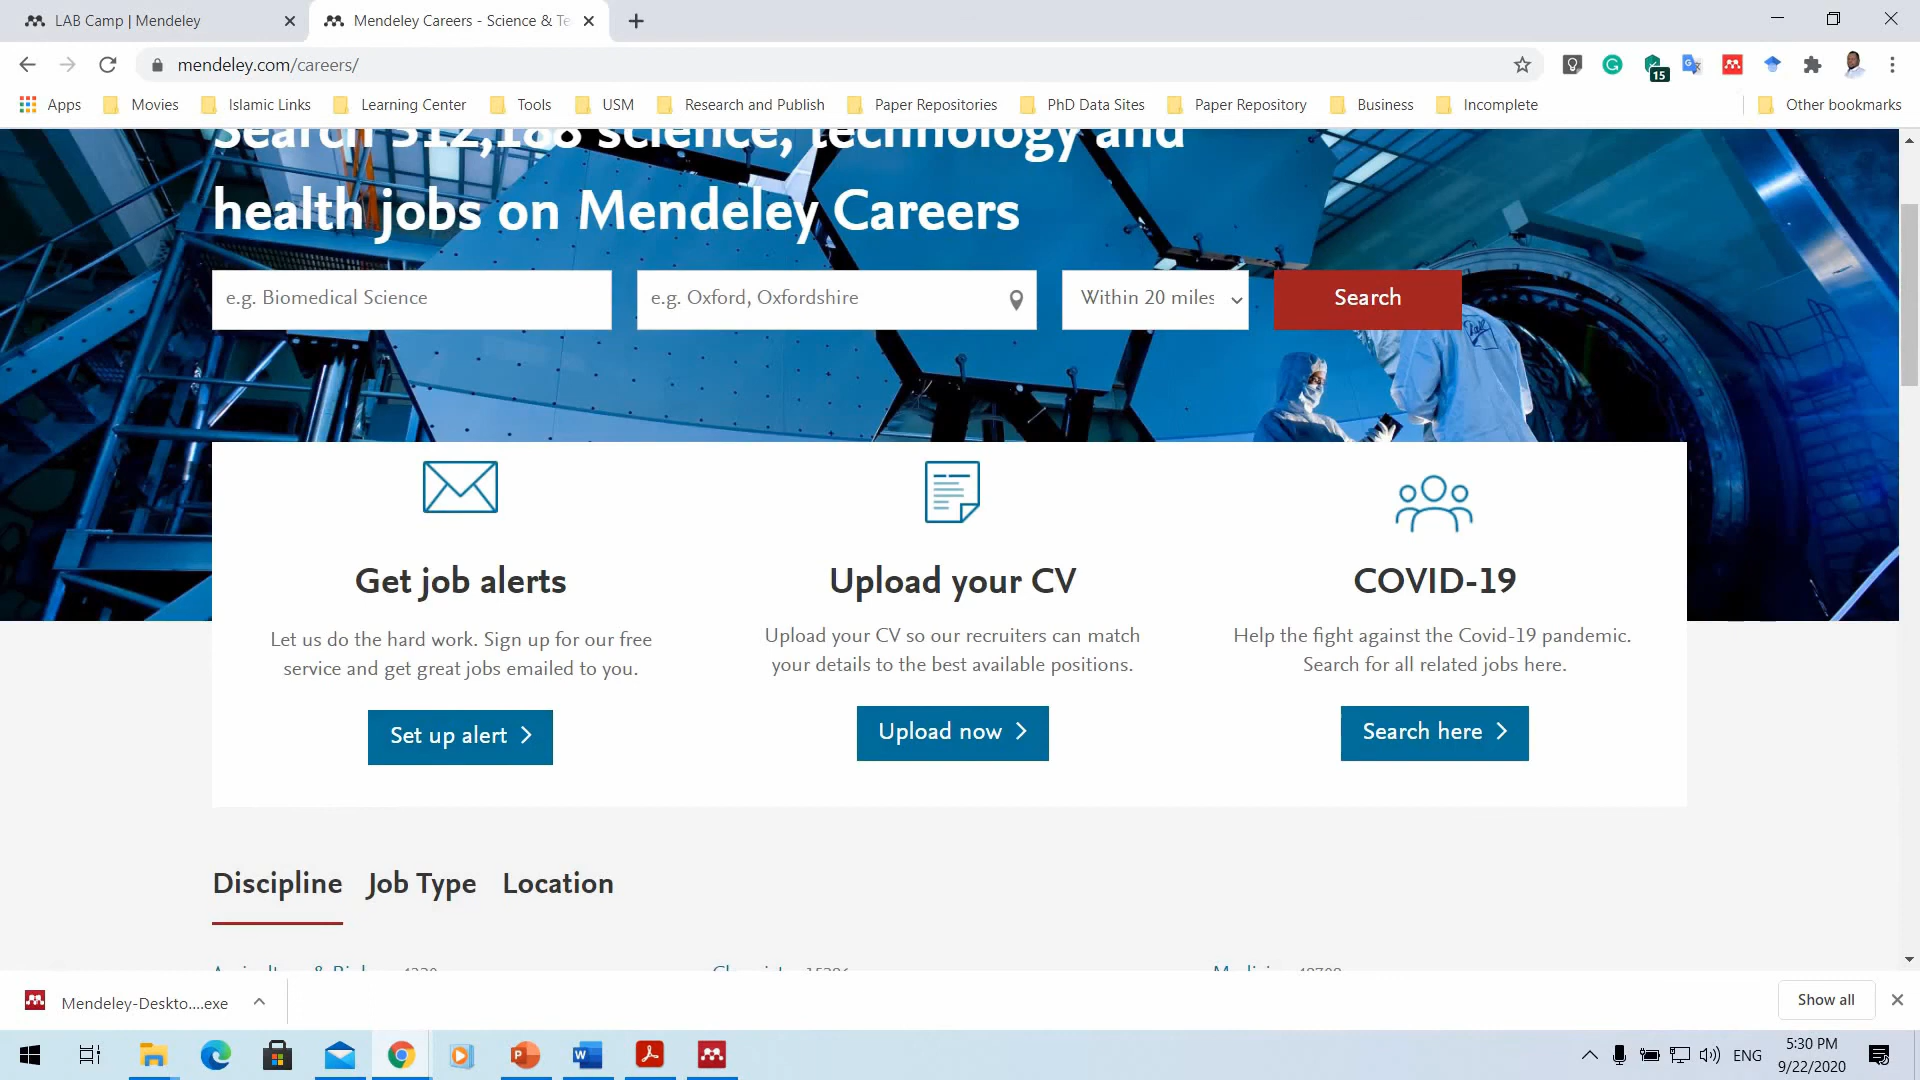 LAB Camp | Mendeley
Mendeley Careers - Science & Te
mendeley.com/careers/
15
Apps Movies Islamic Links Learning Center Tools USM Research and Publish Paper Repositories PhD Data Sites Paper Repository Business Incomplete Other bookmarks
Search 512,188 science, technology and
health jobs on Mendeley Careers
e.g. Biomedical Science e.g. Oxford, Oxfordshire Within 20 miles Search
Get job alerts
Let us do the hard work. Sign up for our free
service and get great jobs emailed to you.
Set up alert
Upload your CV
Upload your CV so our recruiters can match
your details to the best available positions.
Upload now
COVID-19
Help the fight against the Covid-19 pandemic.
Search for all related jobs here.
Search here
Discipline Job Type Location
Mendeley-Deskto....exe Show all
ENG
5:30 PM
9/22/2020